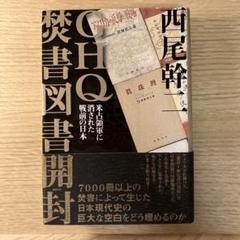 西尾幹二
GHQ
焚書図書開封
米占領軍に
消された
戦前の日本
7000冊以上の
焚書によって生じた
日本現代史の
巨大な空白をどう埋めるのか